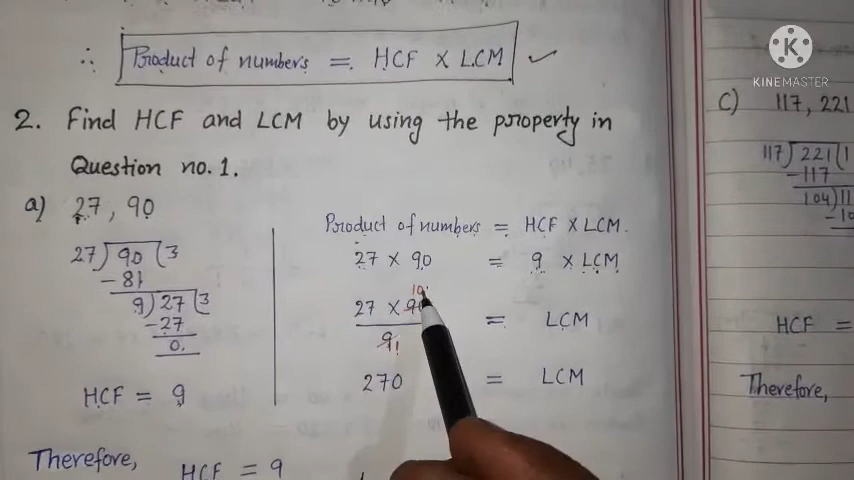 ∴ Product of numbers = HCF X LCM ✓
2. Find HCF and LCM by using the property in
Question no. 1.
a) 27, 90
27) 90 (3
- 81
9) 27 (3
- 27
0
HCF = 9
Therefore,
HCF = 9
Product of numbers = HCF X LCM.
27 × 90 = 9 × LCM
10
27 × 90
9 1
= LCM
270 = LCM
K
KINEMASTER
C) 117, 221
117) 221 (1
- 117
104) 11
- 10
HCF =
Therefore,